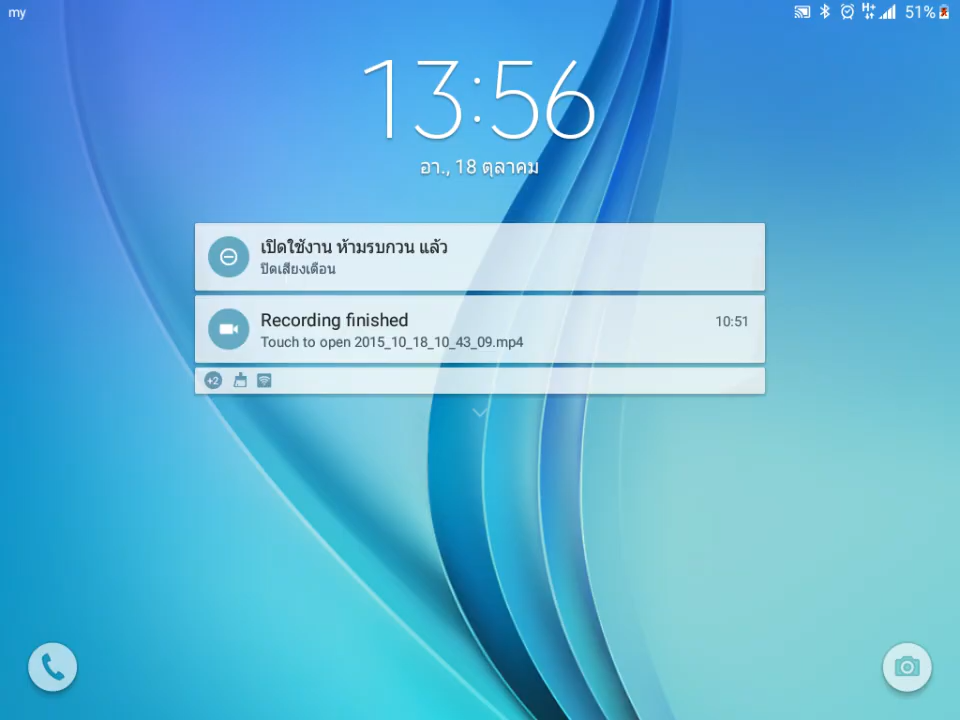 my
H+
51%
13:56
อา., 18 ตุลาคม
เปิดใช้งาน ห้ามรบกวน แล้ว
ปิดเสียงเตือน
Recording finished
10:51
Touch to open 2015_10_18_10_43_09.mp4
+2